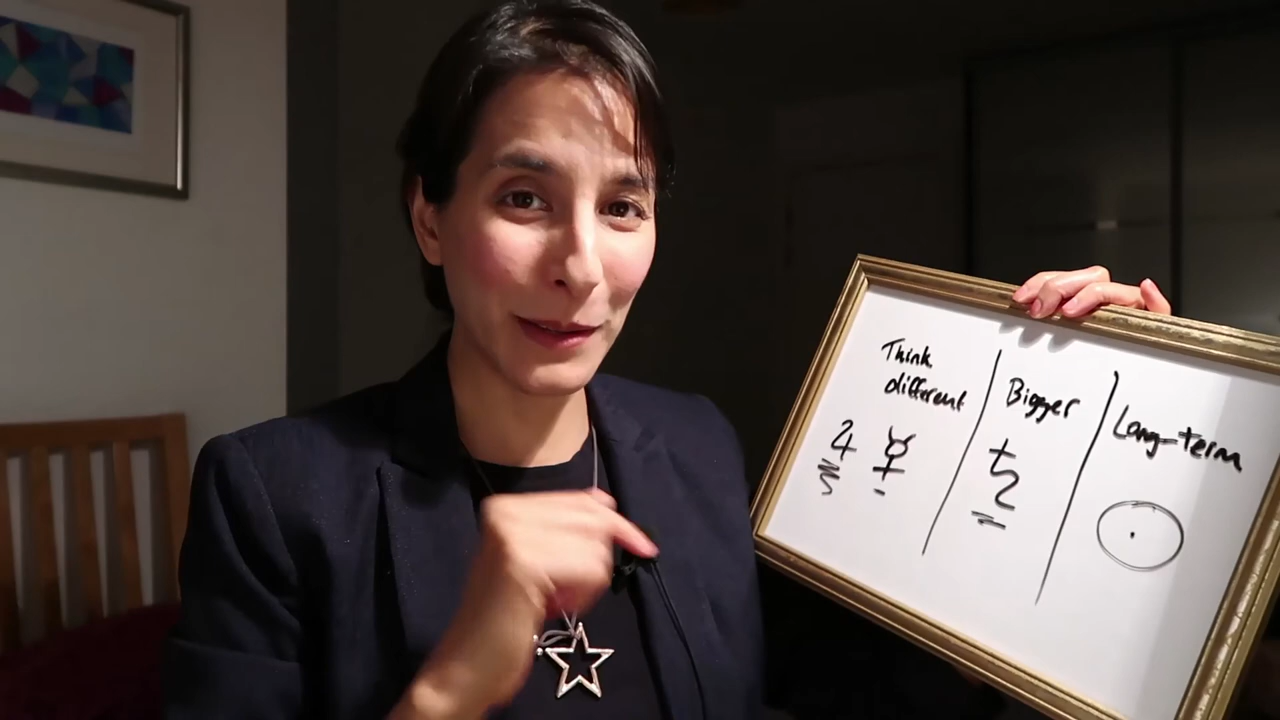 Think
different
Bigger
Long-term
♃ ☿
♄
☉